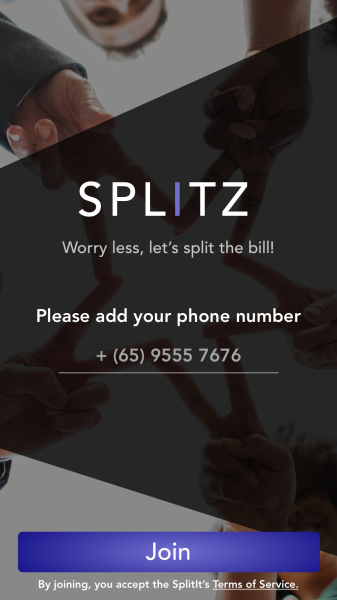 SPLITZ
Worry less, let's split the bill!
Please add your phone number
+ (65) 9555 7676
Join
By joining, you accept the SplitIt's Terms of Service.